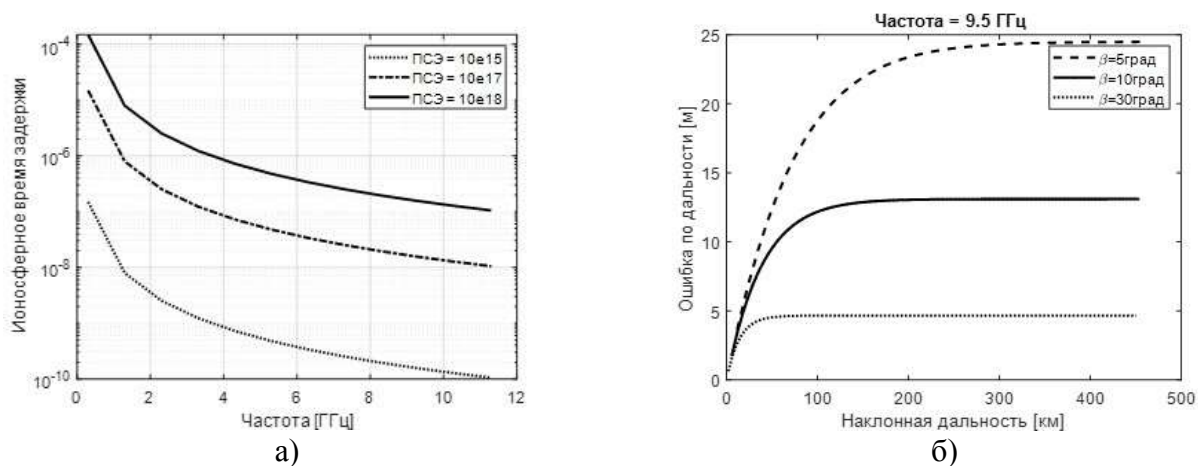 Ионосферное время задержи
10⁻⁴
10⁻⁶
10⁻⁸
10⁻¹⁰
0 2 4 6 8 10 12
Частота [ГГц]
ПСЭ = 10e15
ПСЭ = 10e17
ПСЭ = 10e18
а)
Частота = 9.5 ГГц
Ошибка по дальности [м]
25
20
15
10
5
0
0 100 200 300 400 500
Наклонная дальность [км]
β=5град
β=10град
β=30град
б)